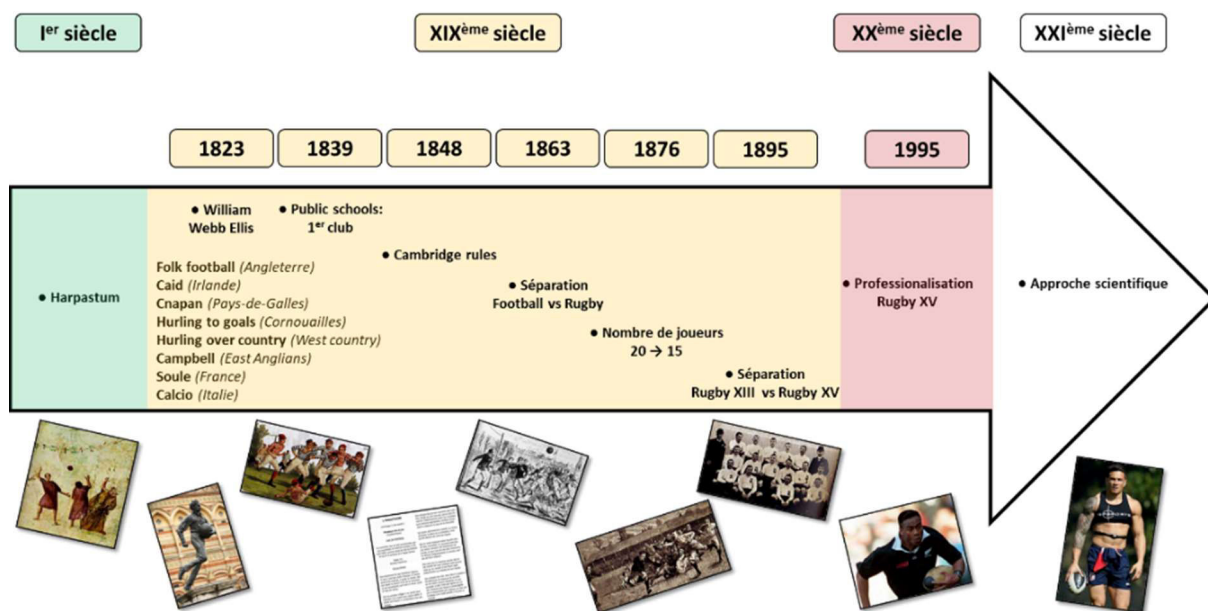 Ier siècle
XIXème siècle
XXème siècle
XXIème siècle
1823
1839
1848
1863
1876
1895
1995
• Harpastum
• William
Webb Ellis
• Public schools:
1er club
• Cambridge rules
Folk football (Angleterre)
Caid (Irlande)
Cnapan (Pays-de-Galles)
Hurling to goals (Cornouailles)
Hurling over country (West country)
Campbell (East Anglians)
Soule (France)
Calcio (Italie)
• Séparation
Football vs Rugby
• Nombre de joueurs
20 → 15
• Séparation
Rugby XIII vs Rugby XV
• Professionalisation
Rugby XV
• Approche scientifique